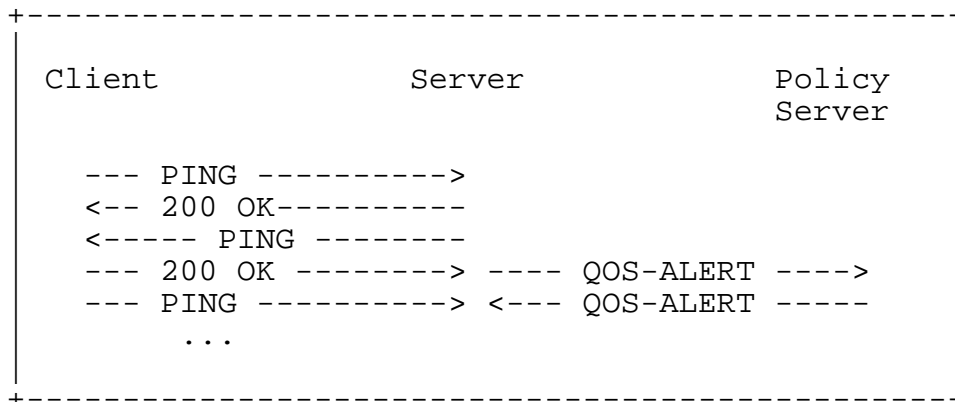 +------------------------------------------------
|
| Client             Server             Policy
|                                       Server
|
|   --- PING ---------->
|   <-- 200 OK----------
|   <----- PING --------
|   --- 200 OK --------> ---- QOS-ALERT ---->
|   --- PING ----------> <--- QOS-ALERT -----
|        ...
|
+------------------------------------------------